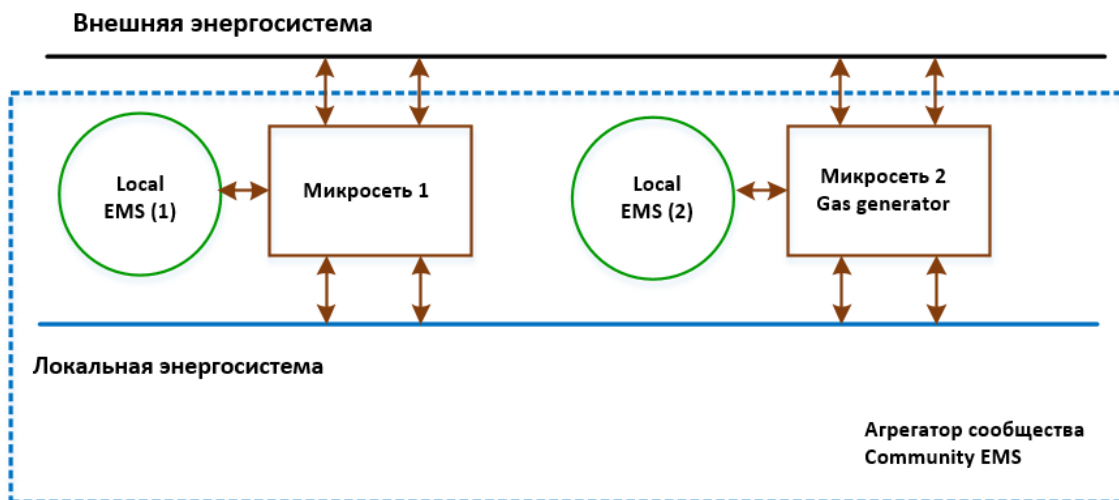 Внешняя энергосистема
Local
EMS (1)
Микросеть 1
Local
EMS (2)
Микросеть 2
Gas generator
Локальная энергосистема
Агрегатор сообщества
Community EMS